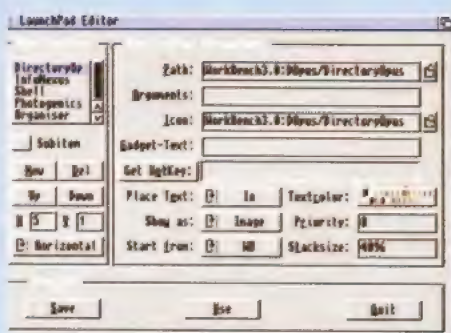 LaunchPad Editor
DirectoryOp
InfoNexus
Shell
Photogenics
Organiser
Subitem
New Del
Up Down
X 5 Y 1
Horizontal
Path: WorkBench3.0:DOpus/DirectoryOpus
Arguments:
Icon: WorkBench3.0:DOpus/DirectoryOpus
Gadget-Text:
Get HotKey:
Place Text: In Textcolor:
Show as: Image Priority: 0
Start from: WB Stacksize: 4096
Save Use Quit